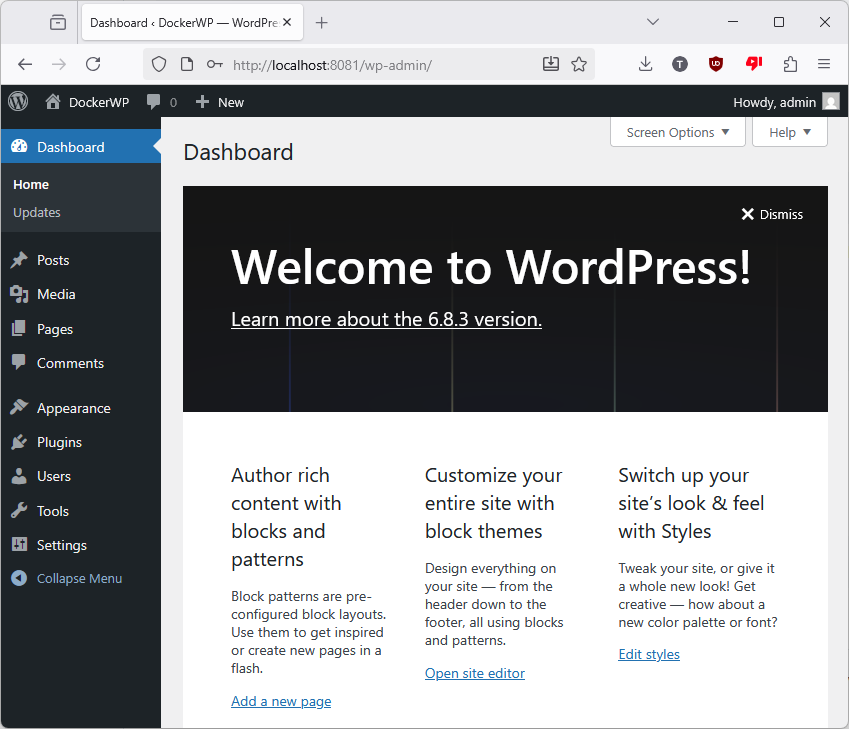 Dashboard ‹ DockerWP — WordPre
http://localhost:8081/wp-admin/
T
UD
DockerWP
0
New
Howdy, admin
Dashboard
Home
Updates
Posts
Media
Pages
Comments
Appearance
Plugins
Users
Tools
Settings
Collapse Menu
Screen Options
Help
Dashboard
Dismiss
Welcome to WordPress!
Learn more about the 6.8.3 version.
Author rich
content with
blocks and
patterns
Block patterns are pre-
configured block layouts.
Use them to get inspired
or create new pages in a
flash.
Add a new page
Customize your
entire site with
block themes
Design everything on
your site — from the
header down to the
footer, all using blocks
and patterns.
Open site editor
Switch up your
site’s look & feel
with Styles
Tweak your site, or give it
a whole new look! Get
creative — how about a
new color palette or font?
Edit styles